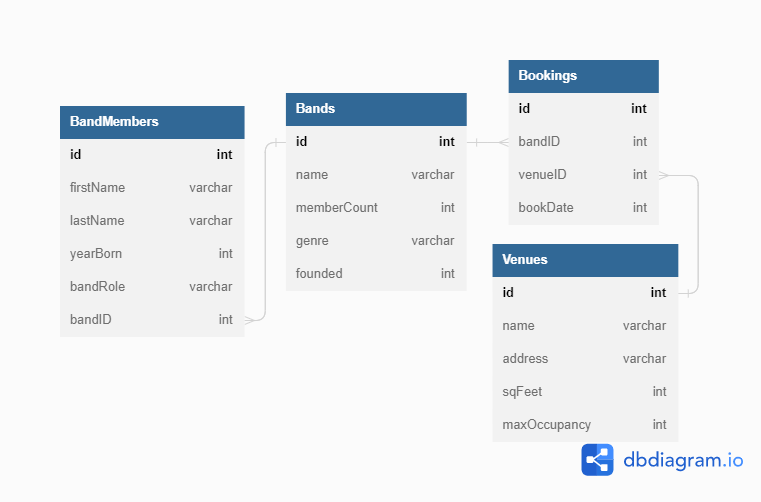 BandMembers
id int
firstName varchar
lastName varchar
yearBorn int
bandRole varchar
bandID int
Bands
id int
name varchar
memberCount int
genre varchar
founded int
Bookings
id int
bandID int
venueID int
bookDate int
Venues
id int
name varchar
address varchar
sqFeet int
maxOccupancy int
dbdiagram.io